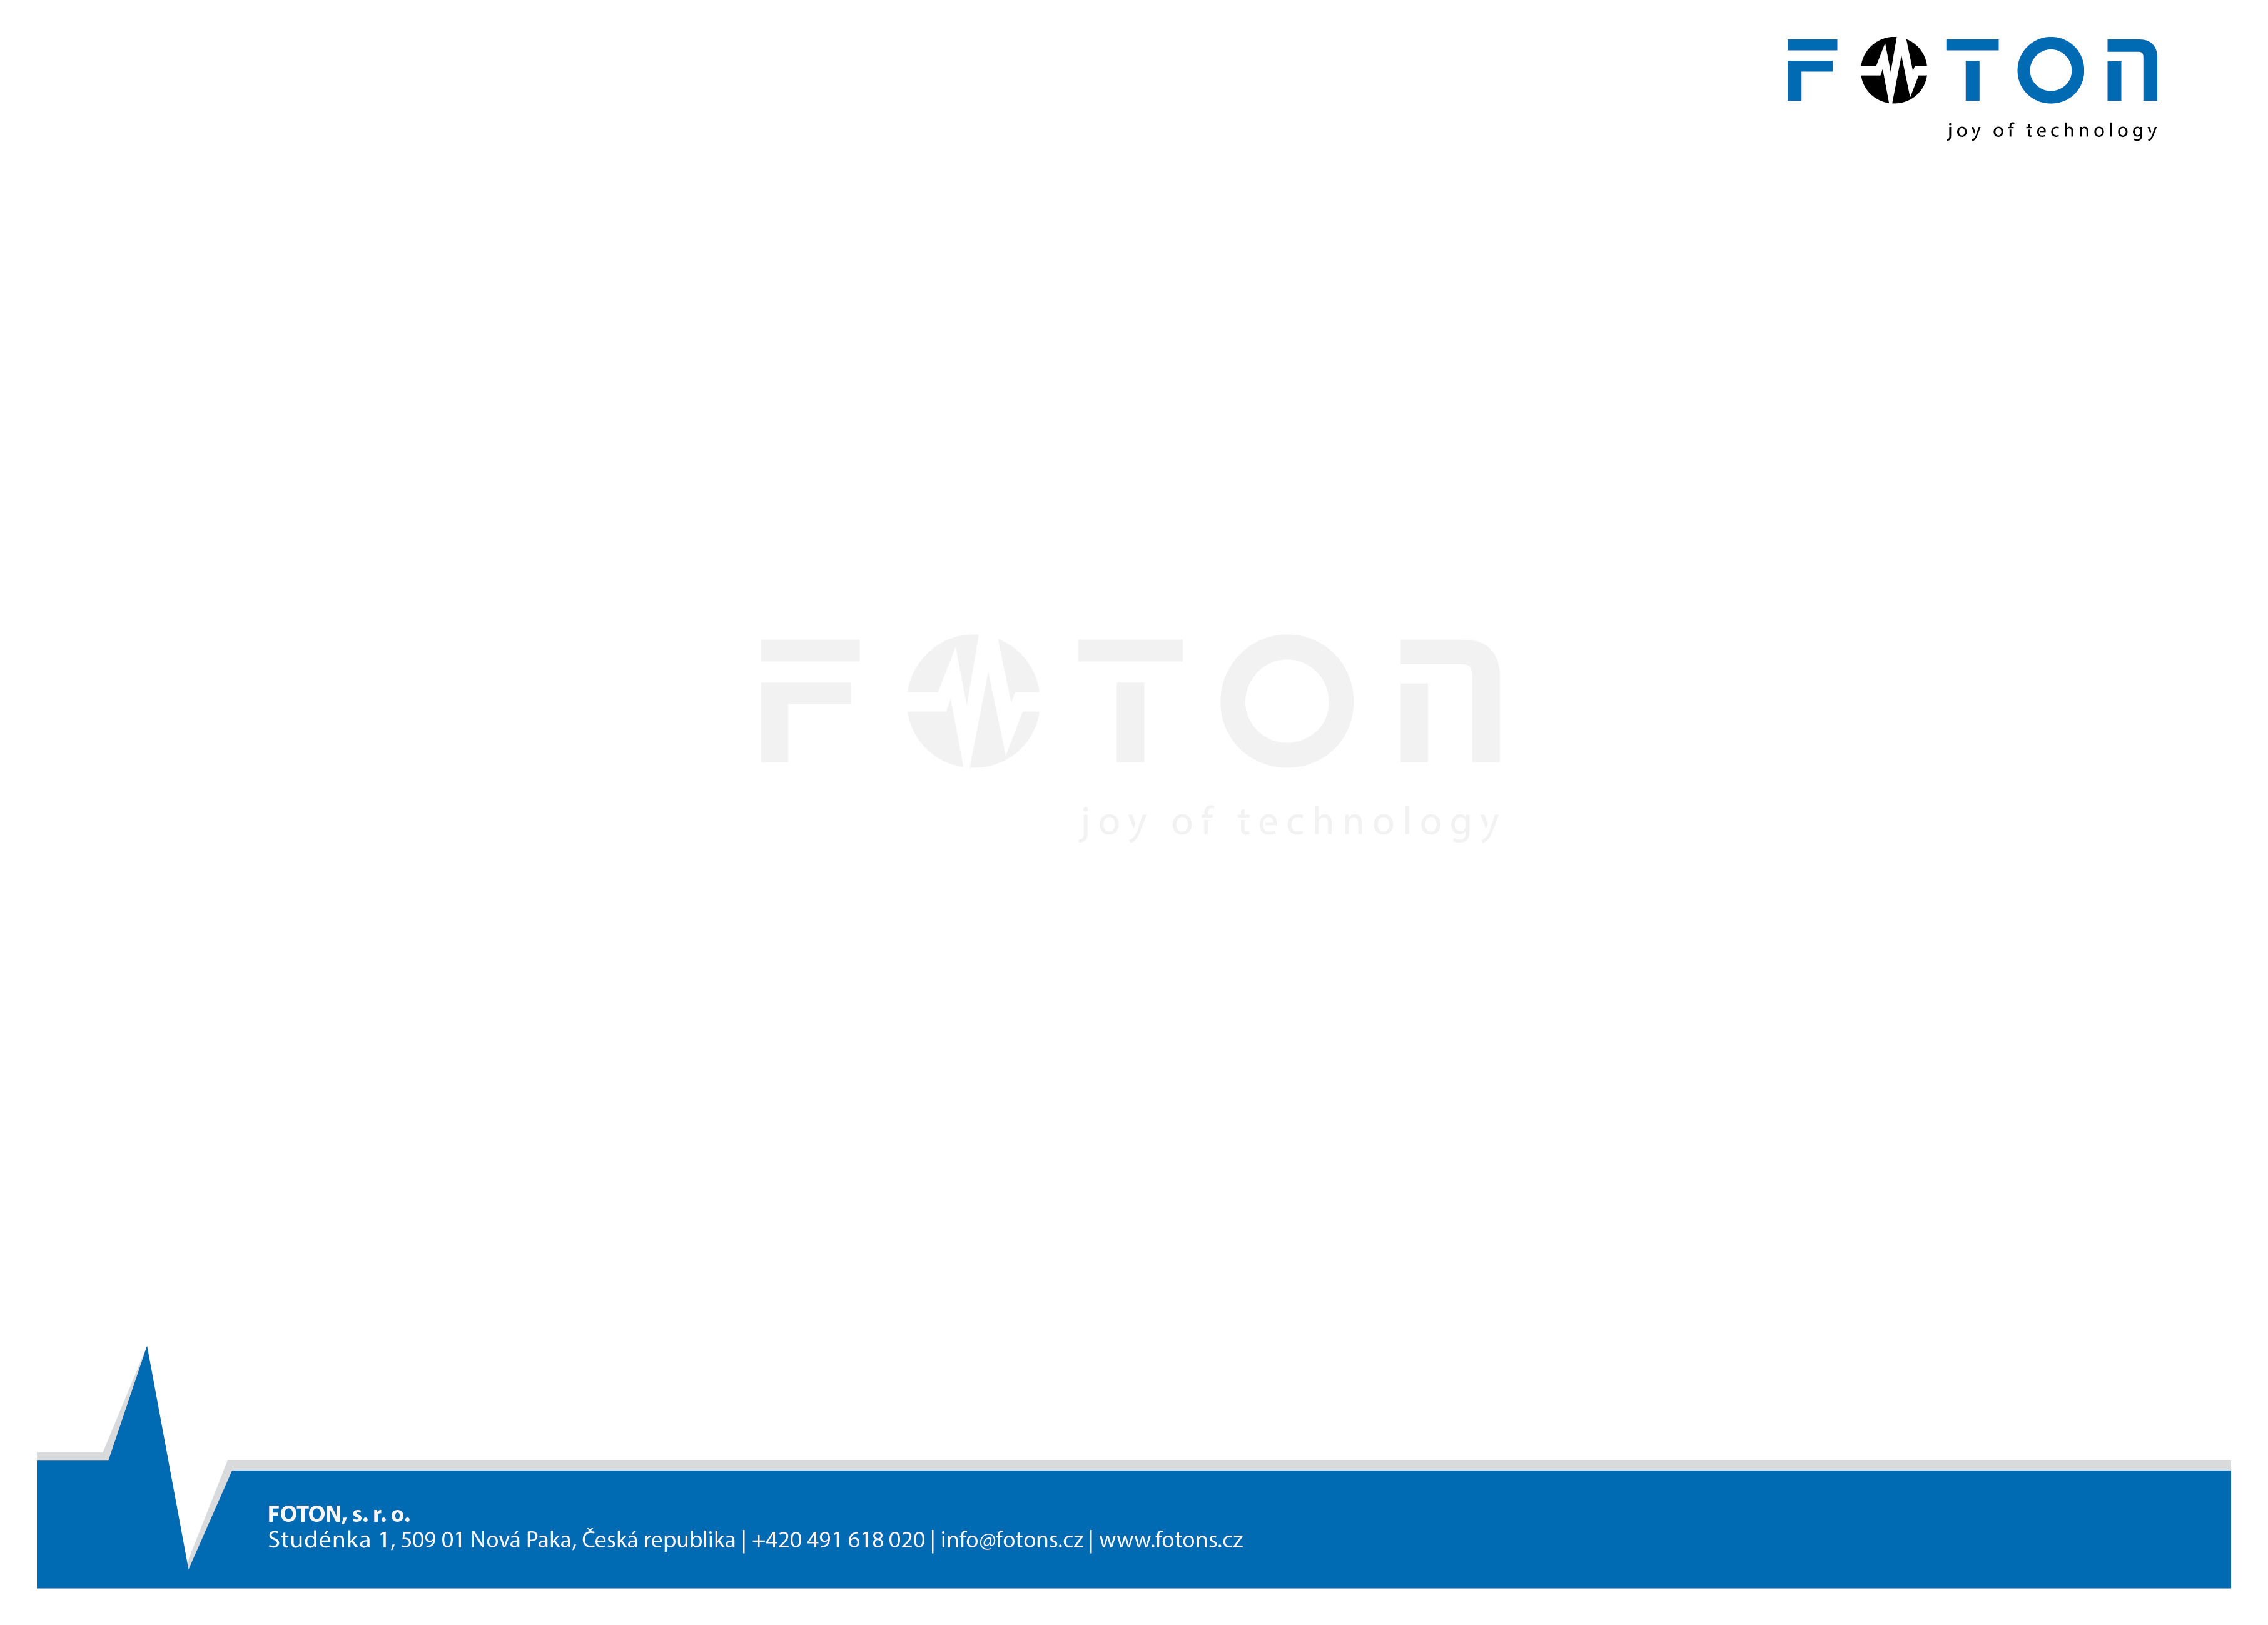 FOTON
joy of technology
FOTON
joy of technology
FOTON, s. r. o.
Studénka 1, 509 01 Nová Paka, Česká republika | +420 491 618 020 | info@fotons.cz | www.fotons.cz